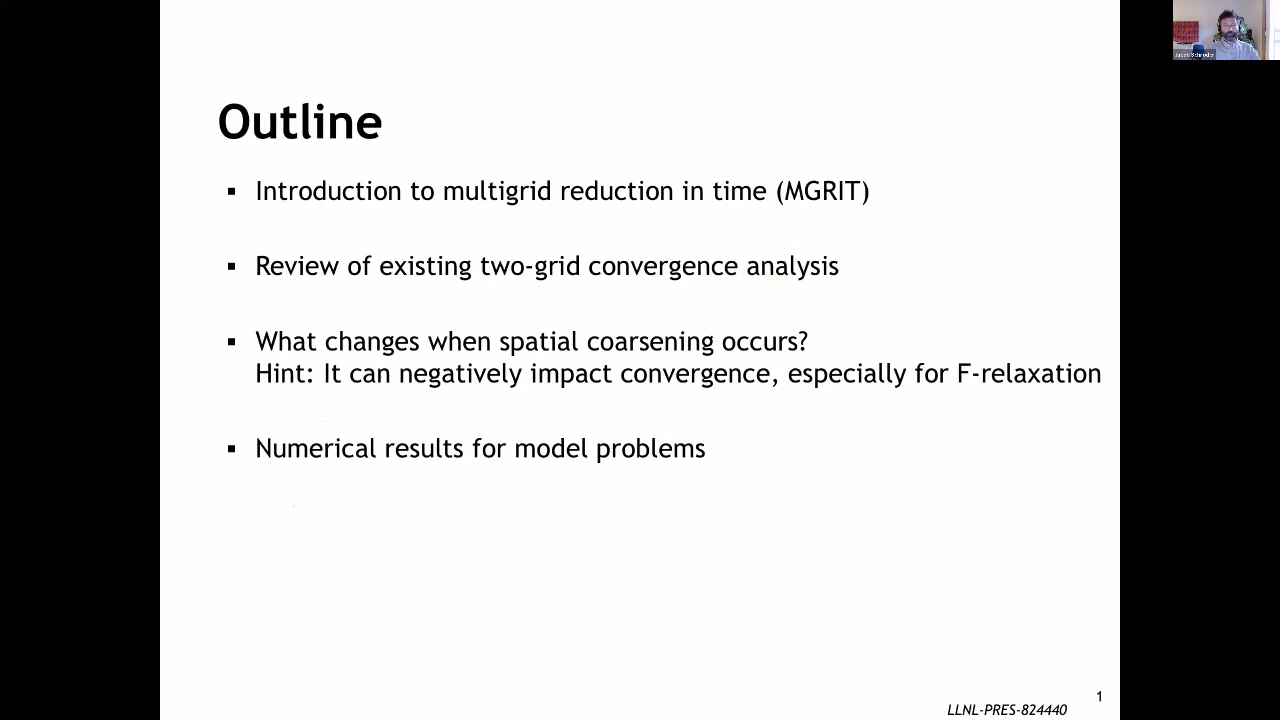 Jacob Schroder
Outline
▪ Introduction to multigrid reduction in time (MGRIT)
▪ Review of existing two-grid convergence analysis
▪ What changes when spatial coarsening occurs?
Hint: It can negatively impact convergence, especially for F-relaxation
▪ Numerical results for model problems
1
LLNL-PRES-824440